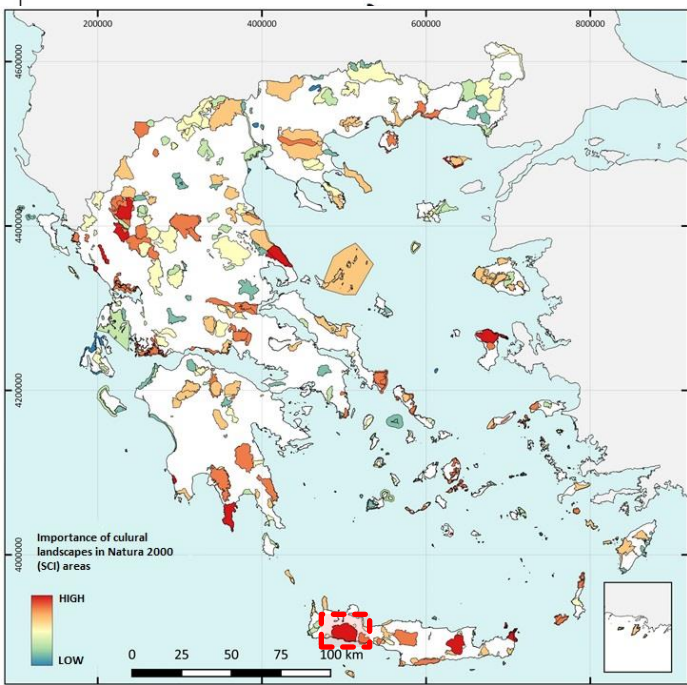 200000 400000 600000 800000
4600000
4400000
4200000
4000000
Importance of culural
landscapes in Natura 2000
(SCI) areas
HIGH
LOW
0 25 50 75 100 km